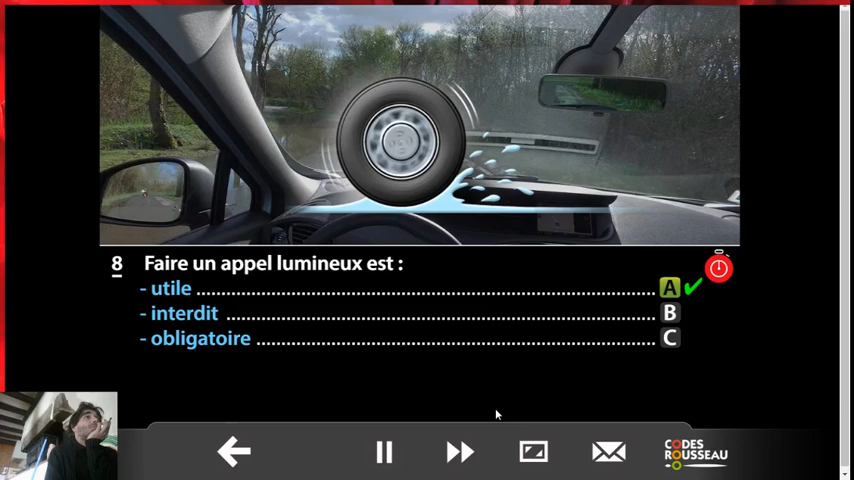 8 Faire un appel lumineux est :
- utile ........................................ A
- interdit ........................................ B
- obligatoire ........................................ C
CODES
ROUSSEAU